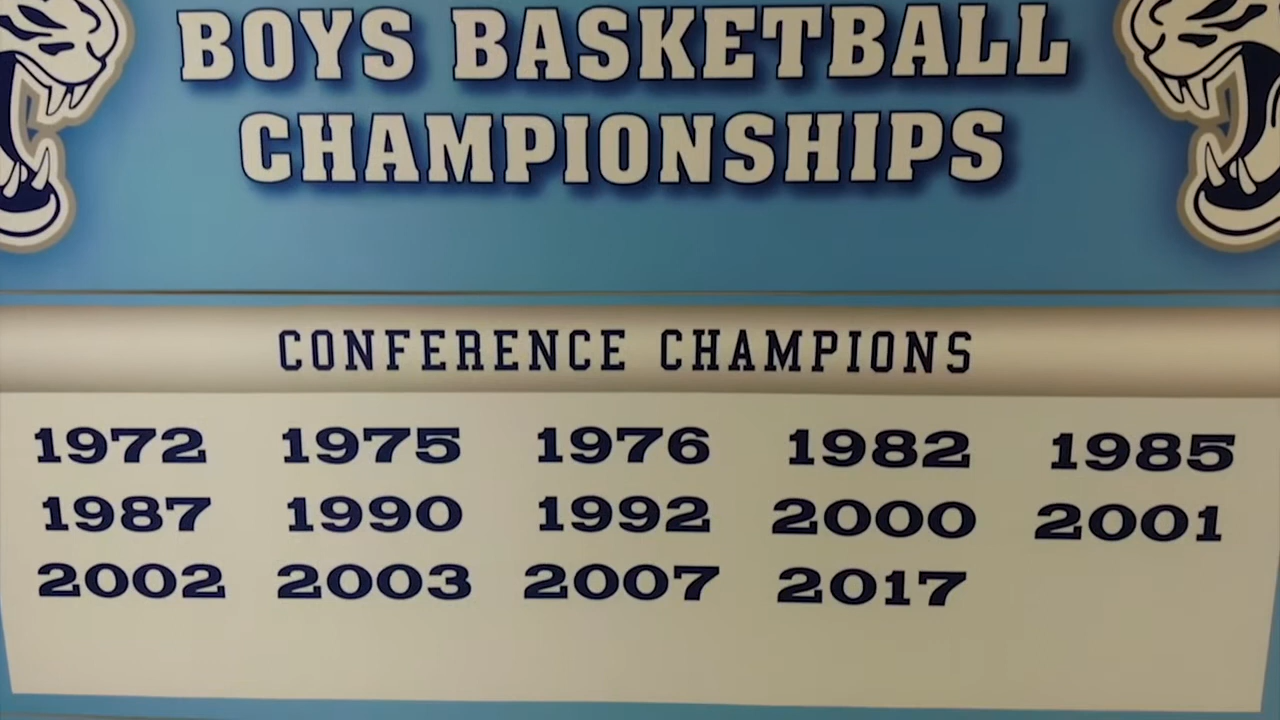 BOYS BASKETBALL
CHAMPIONSHIPS
CONFERENCE CHAMPIONS
1972 1975 1976 1982 1985
1987 1990 1992 2000 2001
2002 2003 2007 2017